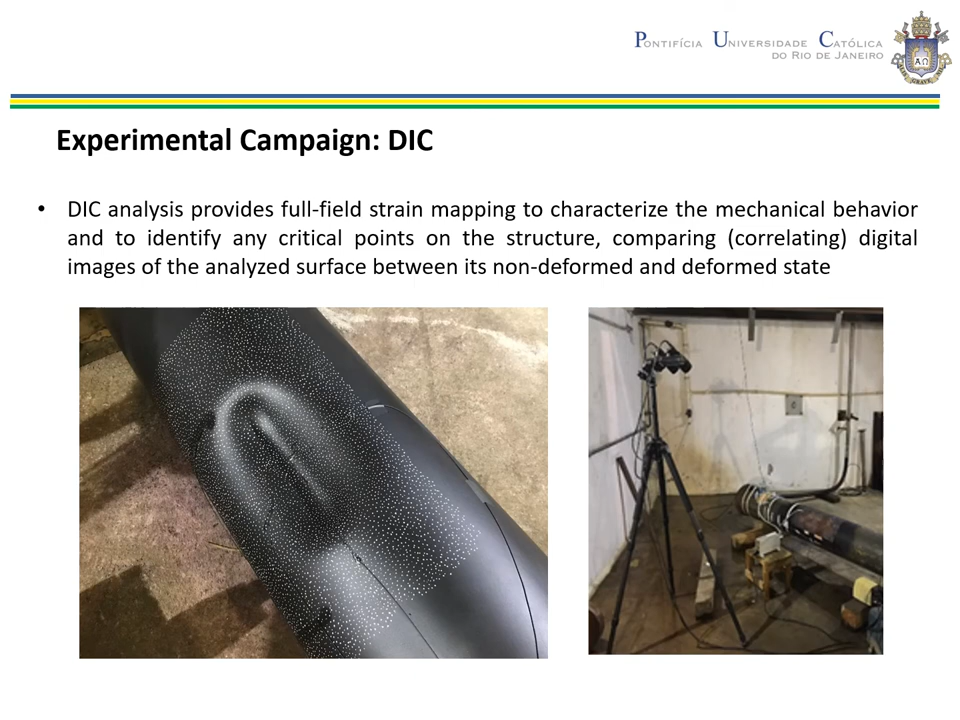 PONTIFÍCIA UNIVERSIDADE CATÓLICA
DO RIO DE JANEIRO
Experimental Campaign: DIC
• DIC analysis provides full-field strain mapping to characterize the mechanical behavior
and to identify any critical points on the structure, comparing (correlating) digital
images of the analyzed surface between its non-deformed and deformed state